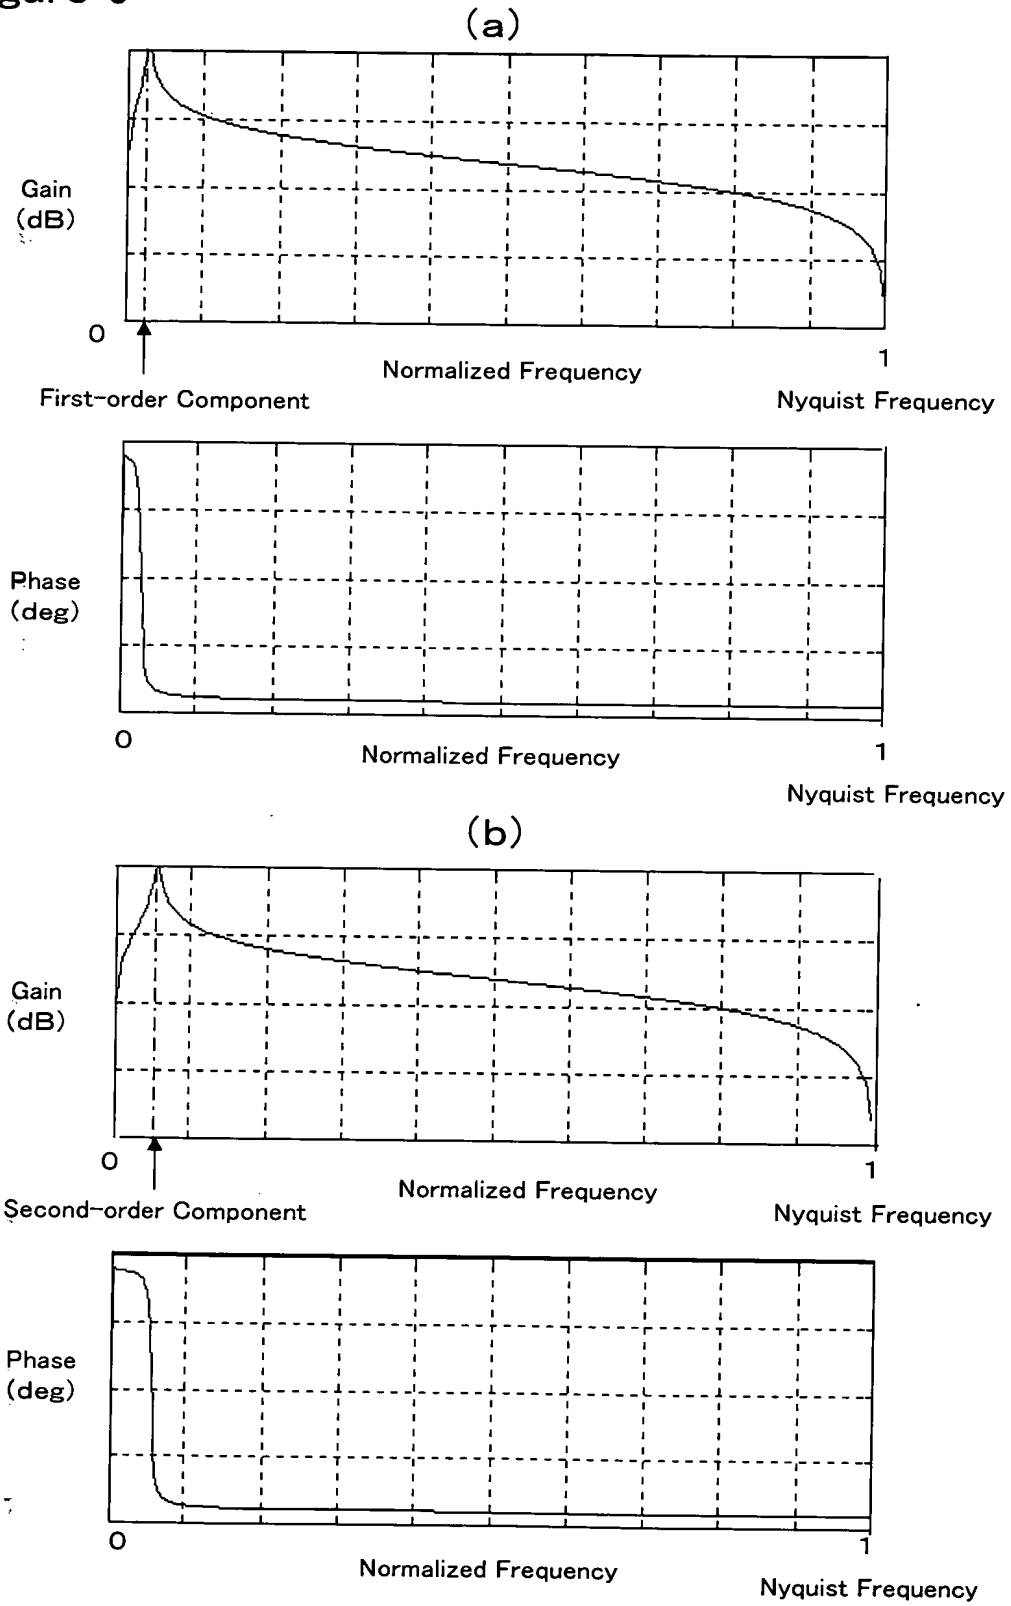 (a)
Gain
(dB)
0
1
Normalized Frequency
First-order Component
Nyquist Frequency
Phase
(deg)
0
1
Normalized Frequency
Nyquist Frequency
(b)
Gain
(dB)
0
1
Normalized Frequency
Second-order Component
Nyquist Frequency
Phase
(deg)
0
1
Normalized Frequency
Nyquist Frequency